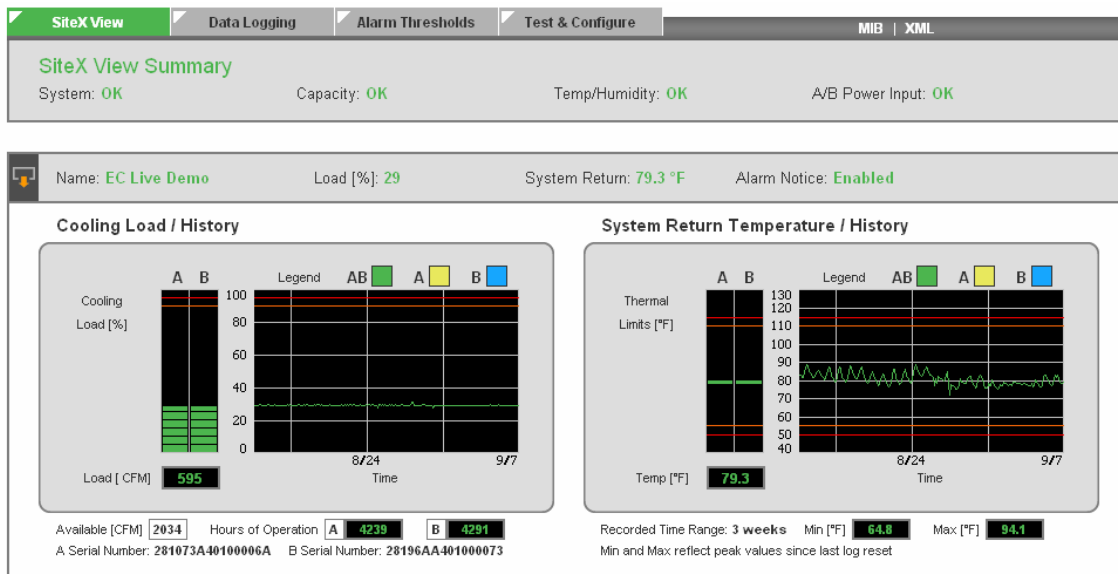 SiteX View Data Logging Alarm Thresholds Test & Configure MIB | XML
SiteX View Summary
System: OK Capacity: OK Temp/Humidity: OK A/B Power Input: OK
Name: EC Live Demo Load [%]: 29 System Return: 79.3 °F Alarm Notice: Enabled
Cooling Load / History
A B Legend AB A B
Cooling
Load [%]
100
80
60
40
20
0
8/24 9/7
Load [ CFM] 595 Time
Available [CFM] 2034 Hours of Operation A 4239 B 4291
A Serial Number: 281073A40100006A B Serial Number: 28196AA401000073
System Return Temperature / History
A B Legend AB A B
Thermal
Limits [°F]
130
120
110
100
90
80
70
60
50
40
8/24 9/7
Temp [°F] 79.3 Time
Recorded Time Range: 3 weeks Min [°F] 64.8 Max [°F] 94.1
Min and Max reflect peak values since last log reset